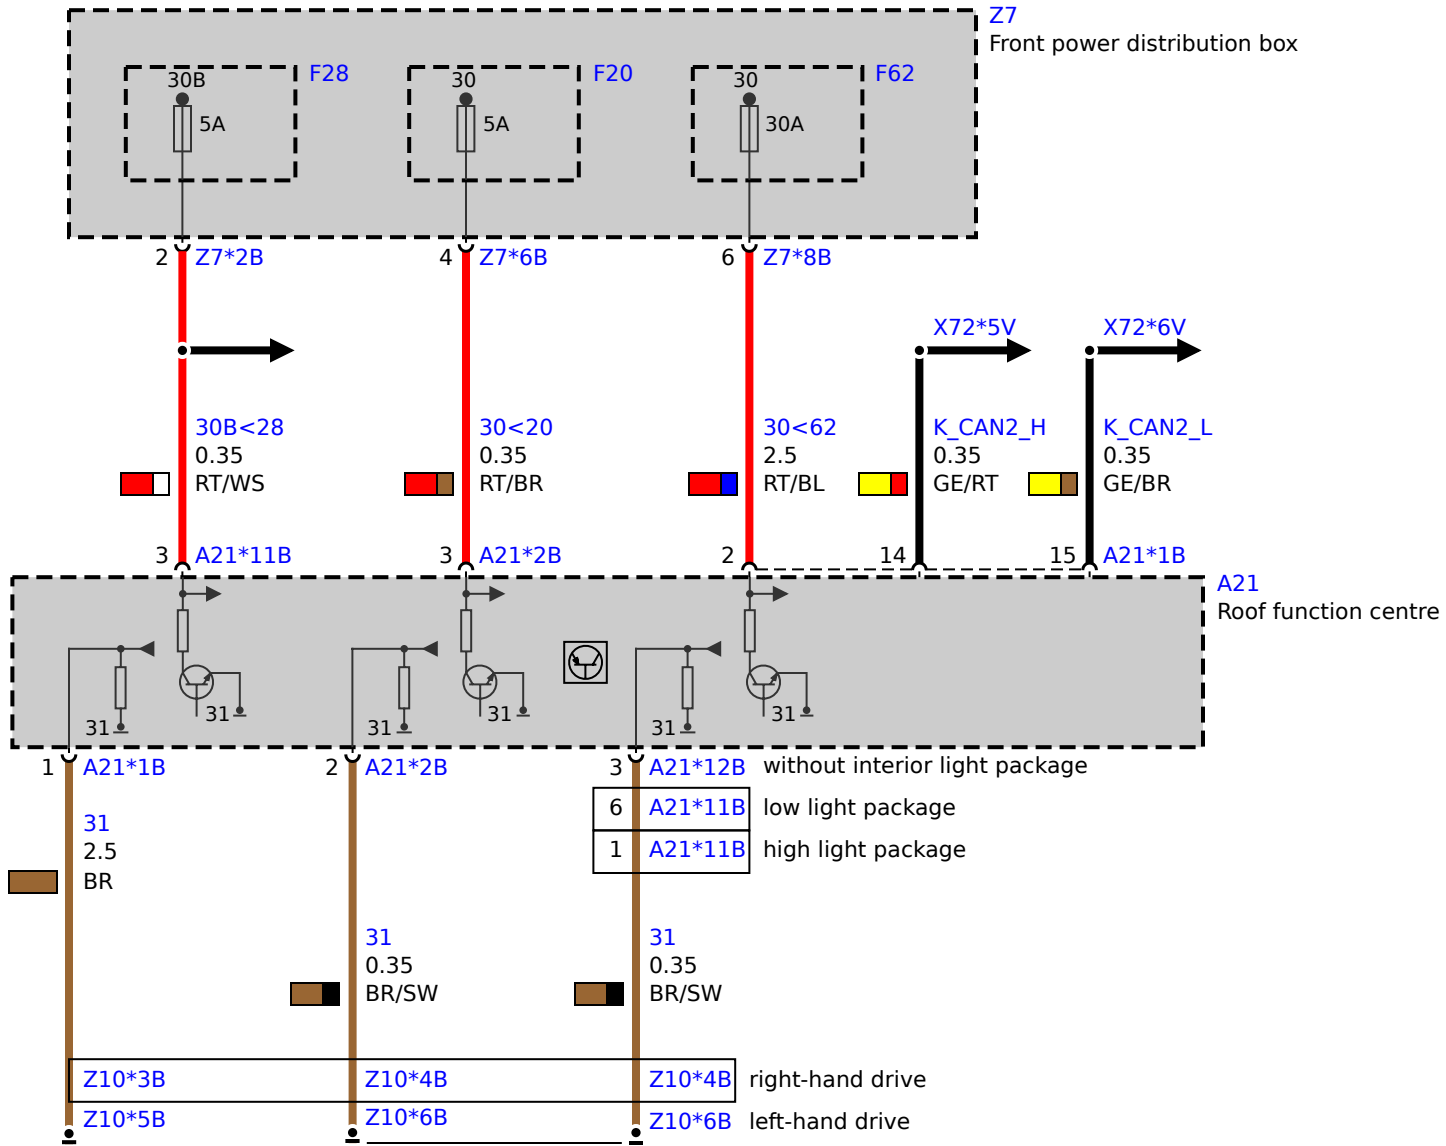 Z7
Front power distribution box
30B F28 30 F20 30 F62
5A 5A 30A
2 Z7*2B 4 Z7*6B 6 Z7*8B
X72*5V X72*6V
30B<28 30<20 30<62 K_CAN2_H K_CAN2_L
0.35 0.35 2.5 0.35 0.35
RT/WS RT/BR RT/BL GE/RT GE/BR
3 A21*11B 3 A21*2B 2 14 15 A21*1B
A21
Roof function centre
31 31 31
31 31 31
1 A21*1B 2 A21*2B 3 A21*12B without interior light package
6 A21*11B low light package
1 A21*11B high light package
31
2.5
BR
31 31
0.35 0.35
BR/SW BR/SW
Z10*3B Z10*4B Z10*4B right-hand drive
Z10*5B Z10*6B Z10*6B left-hand drive